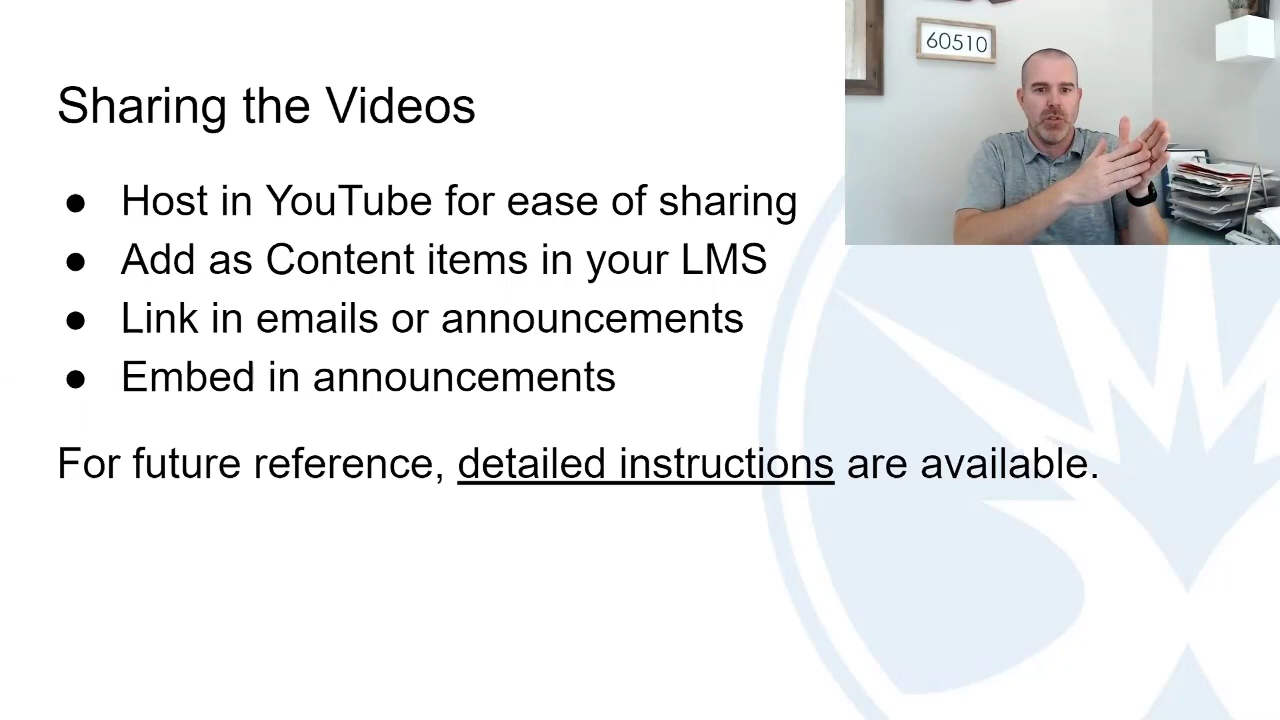 60510
Sharing the Videos
● Host in YouTube for ease of sharing
● Add as Content items in your LMS
● Link in emails or announcements
● Embed in announcements
For future reference, detailed instructions are available.